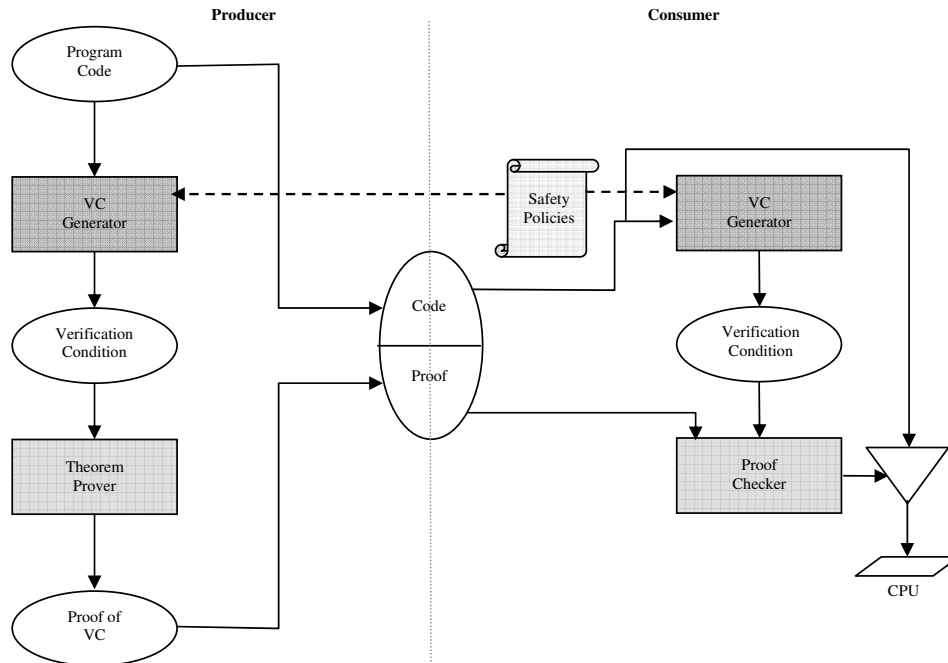 Producer
Consumer
Program
Code
VC
Generator
Verification
Condition
Theorem
Prover
Proof of
VC
Code
Proof
Safety
Policies
VC
Generator
Verification
Condition
Proof
Checker
CPU